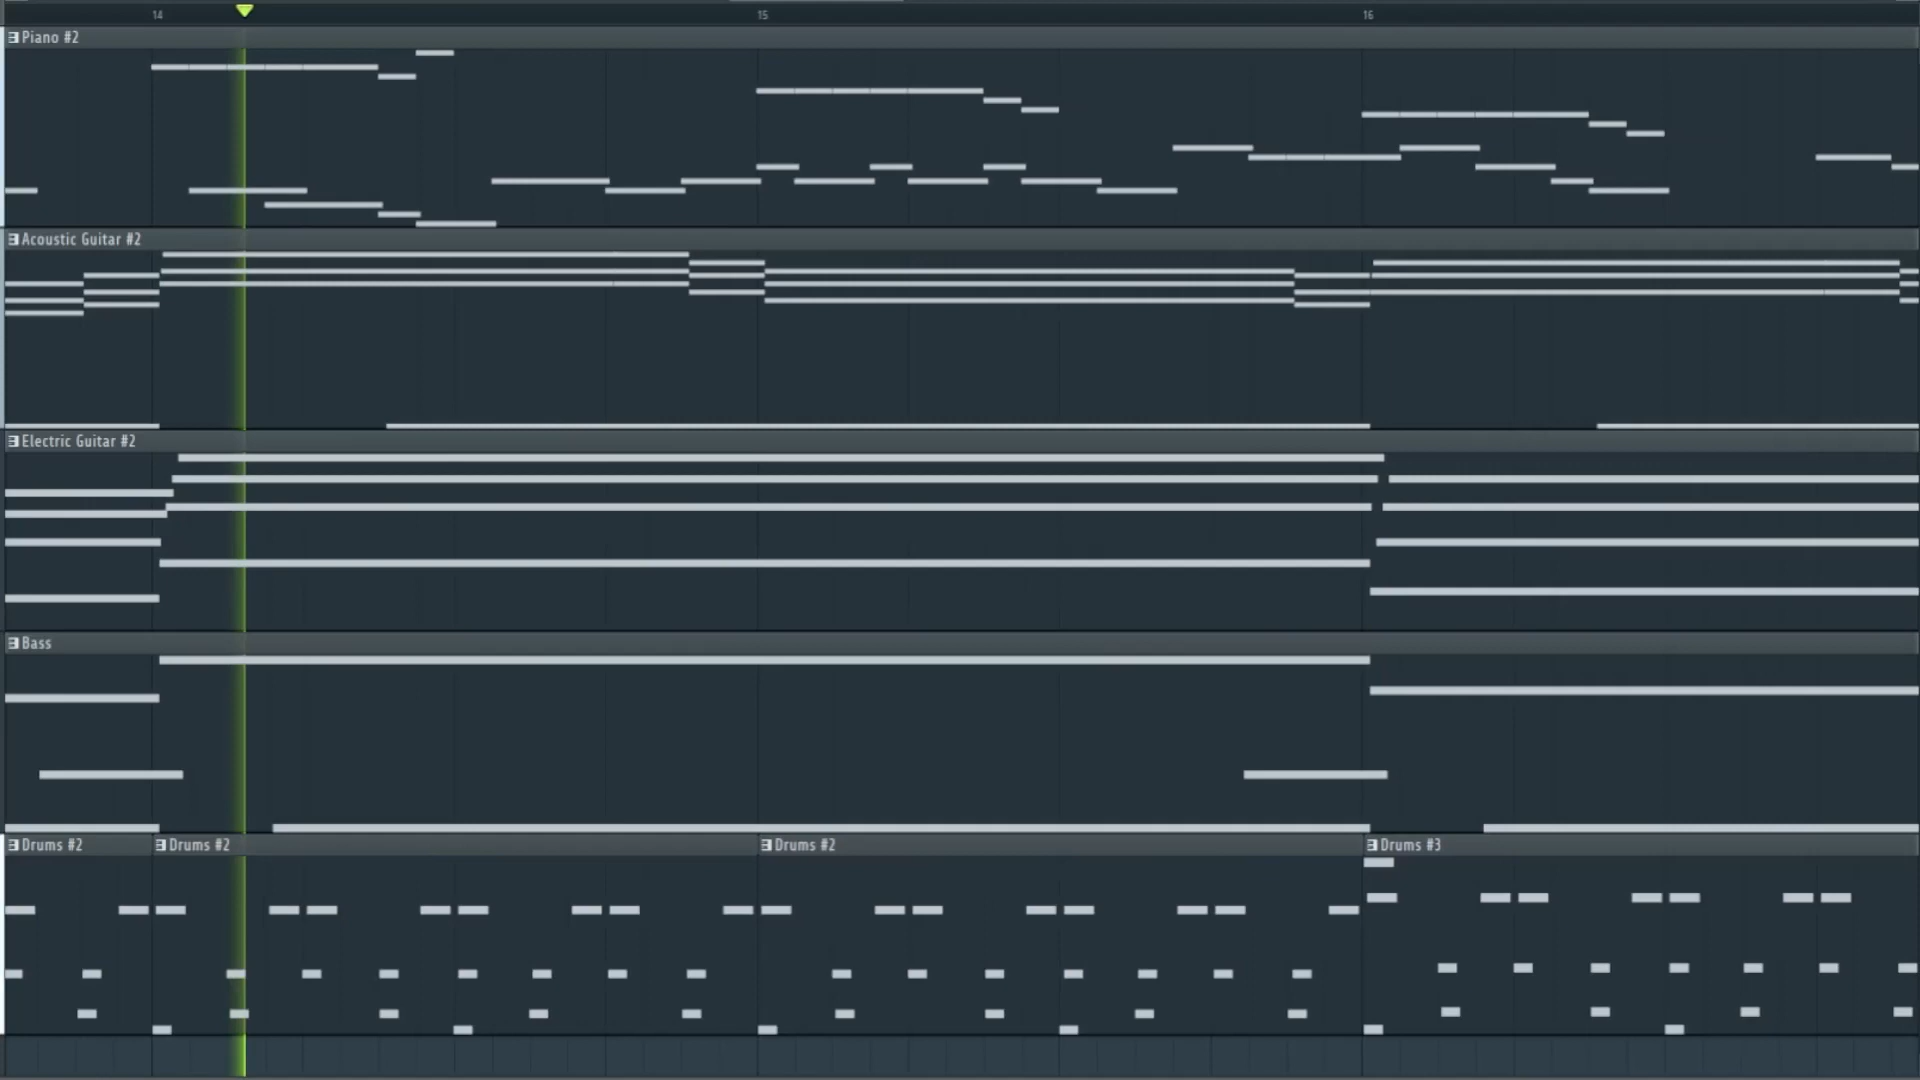 14 15 16
Piano #2
Acoustic Guitar #2
Electric Guitar #2
Bass
Drums #2 Drums #2 Drums #2 Drums #3